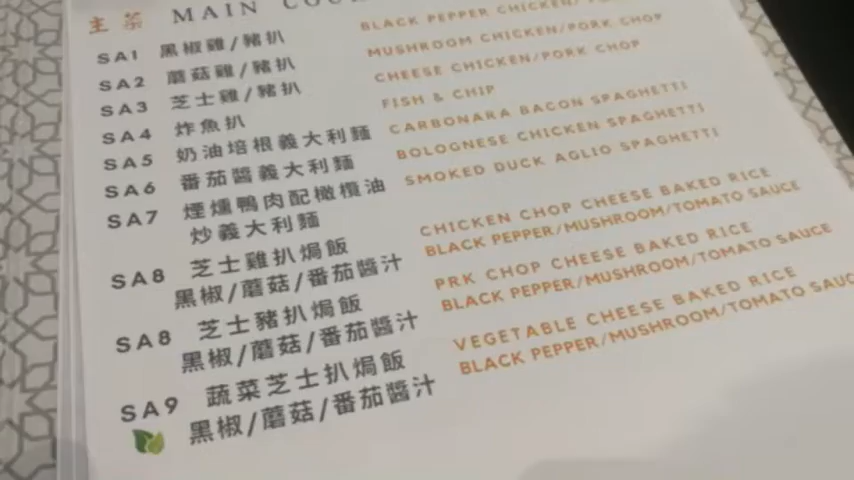 主菜 MAIN COU
SA1 黑椒雞/豬扒 BLACK PEPPER CHICKEN/
SA2 蘑菇雞/豬扒 MUSHROOM CHICKEN/PORK CHOP
SA3 芝士雞/豬扒 CHEESE CHICKEN/PORK CHOP
SA4 炸魚扒 FISH & CHIP
SA5 奶油培根義大利麵 CARBONARA BACON SPAGHETTI
SA6 番茄醬義大利麵 BOLOGNESE CHICKEN SPAGHETTI
SA7 煙燻鴨肉配橄欖油 SMOKED DUCK AGLIO SPAGHETTI
炒義大利麵
SA8 芝士雞扒焗飯 CHICKEN CHOP CHEESE BAKED RICE
黑椒/蘑菇/番茄醬汁 BLACK PEPPER/MUSHROOM/TOMATO SAUCE
SA8 芝士豬扒焗飯 PRK CHOP CHEESE BAKED RICE
黑椒/蘑菇/番茄醬汁 BLACK PEPPER/MUSHROOM/TOMATO SAUCE
SA9 蔬菜芝士扒焗飯 VEGETABLE CHEESE BAKED RICE
黑椒/蘑菇/番茄醬汁 BLACK PEPPER/MUSHROOM/TOMATO SAUC